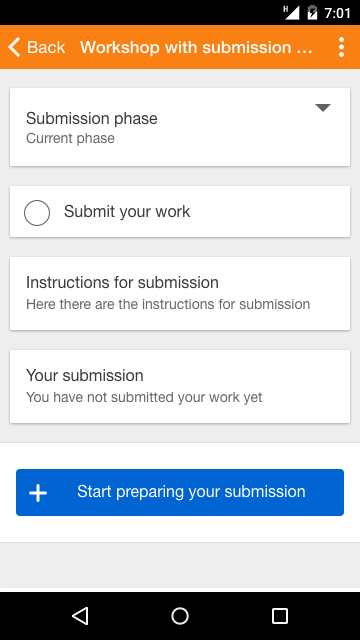 H 7:01
Back Workshop with submission ...
Submission phase
Current phase
Submit your work
Instructions for submission
Here there are the instructions for submission
Your submission
You have not submitted your work yet
Start preparing your submission